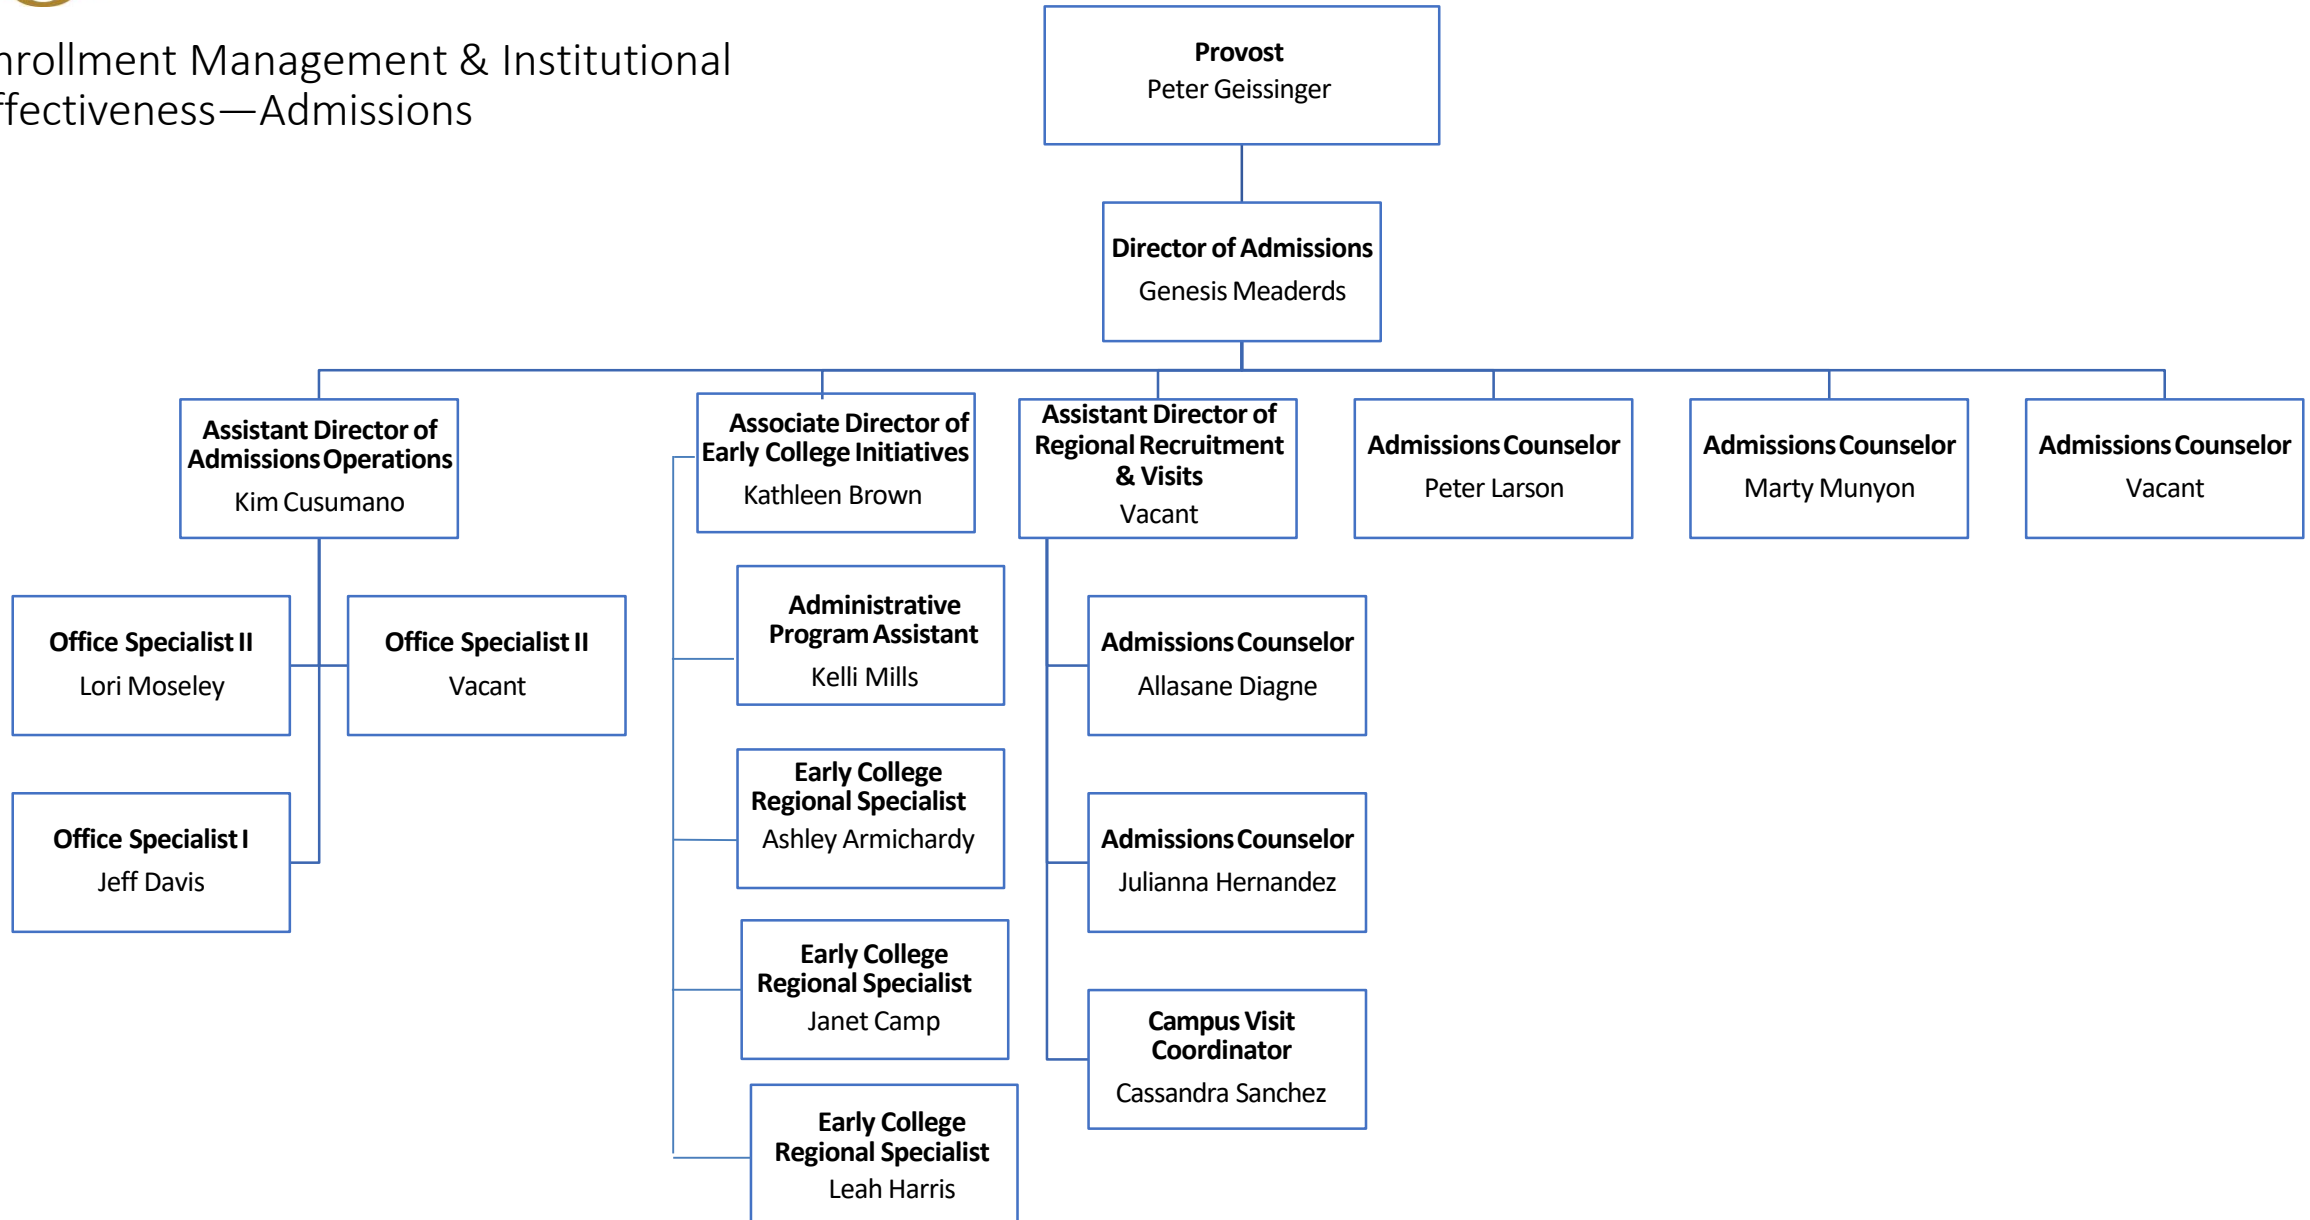 nrollment Management & Institutional
ffectiveness—Admissions
Provost
Peter Geissinger
Director of Admissions
Genesis Meaderds
Assistant Director of
Admissions Operations
Kim Cusumano
Associate Director of
Early College Initiatives
Kathleen Brown
Assistant Director of
Regional Recruitment
& Visits
Vacant
Admissions Counselor
Peter Larson
Admissions Counselor
Marty Munyon
Admissions Counselor
Vacant
Office Specialist II
Lori Moseley
Office Specialist II
Vacant
Office Specialist I
Jeff Davis
Administrative
Program Assistant
Kelli Mills
Early College
Regional Specialist
Ashley Armichardy
Early College
Regional Specialist
Janet Camp
Early College
Regional Specialist
Leah Harris
Admissions Counselor
Allasane Diagne
Admissions Counselor
Julianna Hernandez
Campus Visit
Coordinator
Cassandra Sanchez